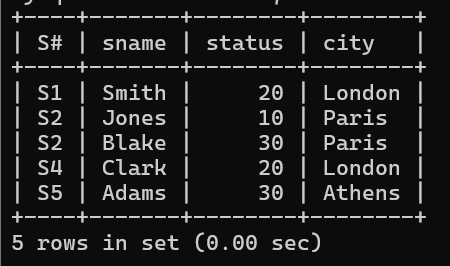 +----+-------+--------+--------+
| S# | sname | status | city   |
+----+-------+--------+--------+
| S1 | Smith |     20 | London |
| S2 | Jones |     10 | Paris  |
| S2 | Blake |     30 | Paris  |
| S4 | Clark |     20 | London |
| S5 | Adams |     30 | Athens |
+----+-------+--------+--------+
5 rows in set (0.00 sec)